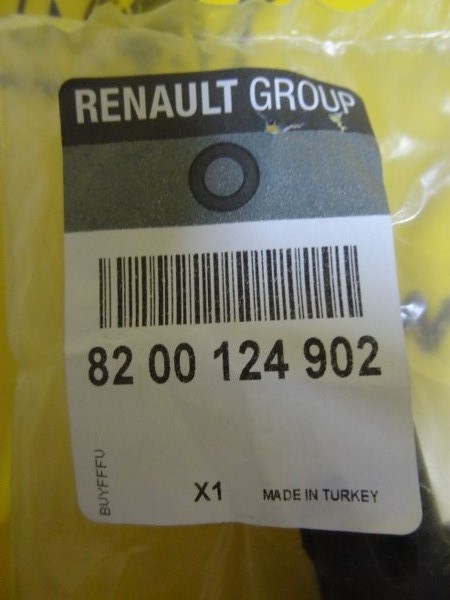 RENAULT GROUP
82 00 124 902
BUYFFFU
X1
MADE IN TURKEY